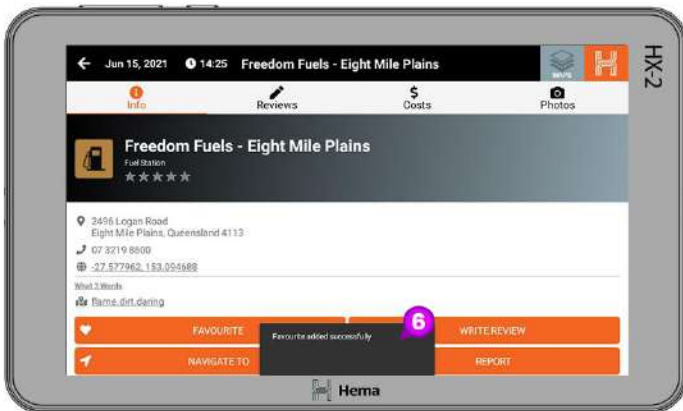 Jun 15, 2021 14:25 Freedom Fuels - Eight Mile Plains
MAPS
H
HX-2
Info Reviews Costs Photos
Freedom Fuels - Eight Mile Plains
Fuel Station
2496 Logan Road
Eight Mile Plains, Queensland 4113
07 3219 8600
-27.577962, 153.094688
What 3 Words
flame.dirt.daring
FAVOURITE WRITE REVIEW
Favourite added successfully
6
NAVIGATE TO REPORT
Hema